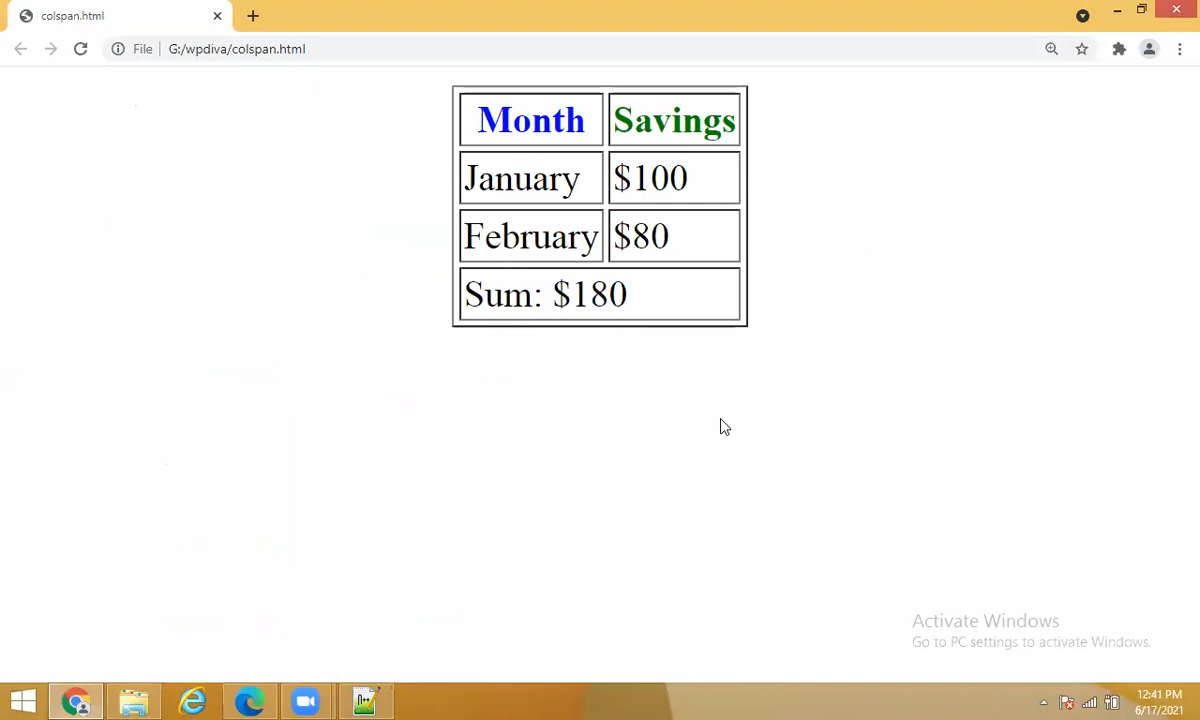 colspan.html
File
G:/wpdiva/colspan.html
Month Savings
January $100
February $80
Sum: $180
Activate Windows
Go to PC settings to activate Windows.
12:41 PM
6/17/2021